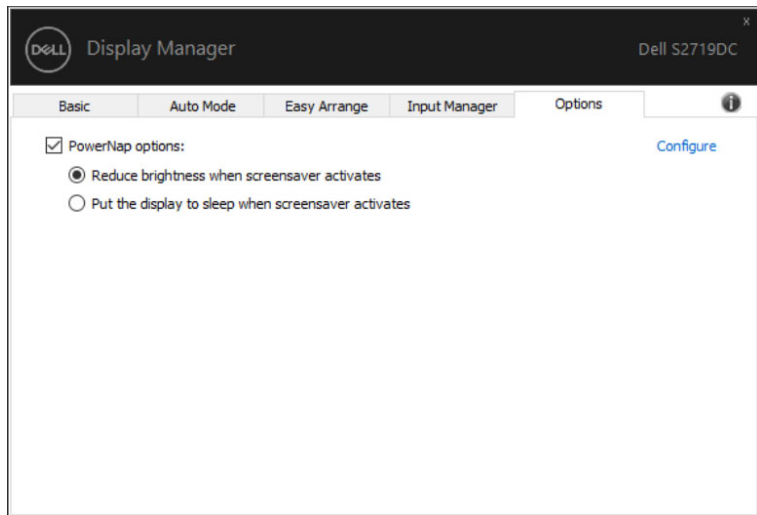 x
DELL Display Manager Dell S2719DC
Basic Auto Mode Easy Arrange Input Manager Options i
PowerNap options: Configure
Reduce brightness when screensaver activates
Put the display to sleep when screensaver activates